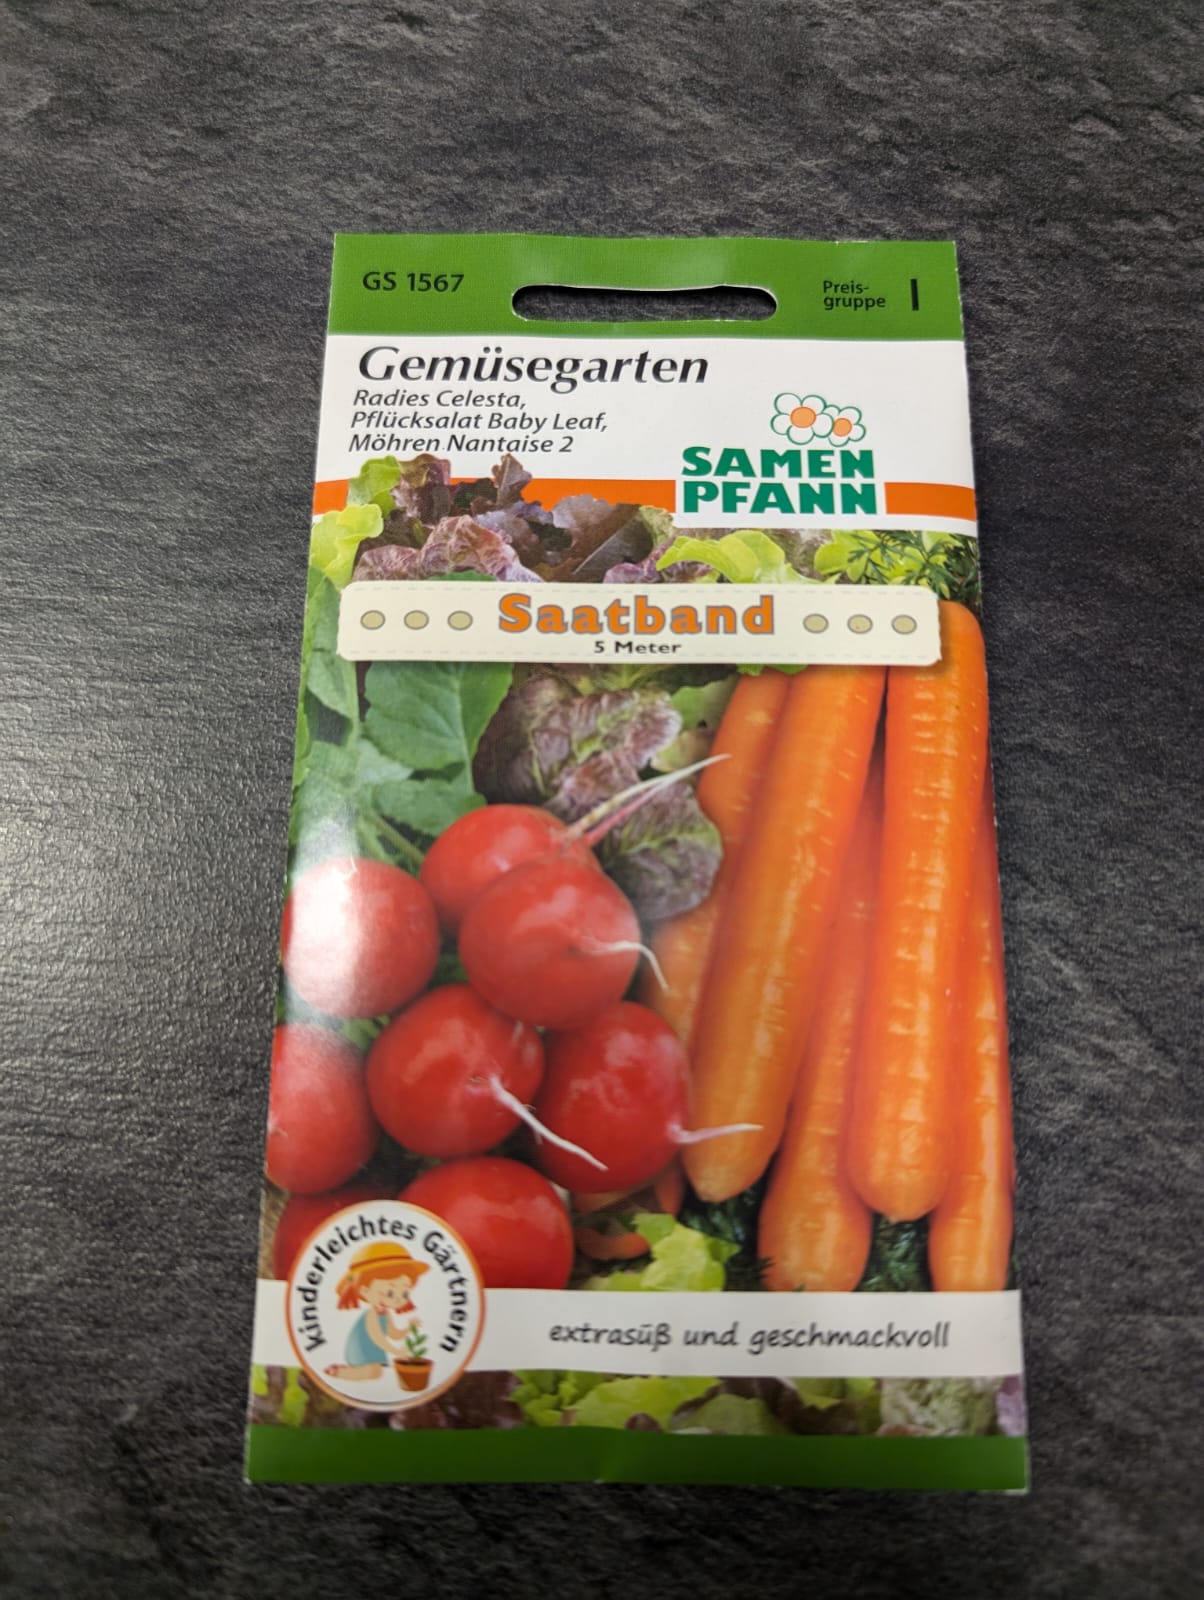 GS 1567
Preis-
gruppe
I
Gemüsegarten
Radies Celesta,
Pflücksalat Baby Leaf,
Möhren Nantaise 2
SAMEN
PFANN
Saatband
5 Meter
kinderleichtes Gärtnern
extrasüß und geschmackvoll